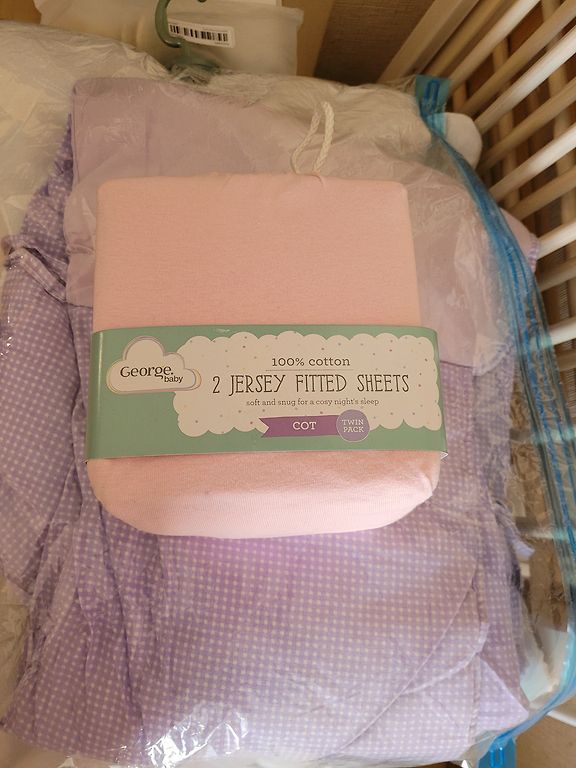 George.
baby
100% cotton
2 JERSEY FITTED SHEETS
soft and snug for a cosy night's sleep
COT
TWIN
PACK